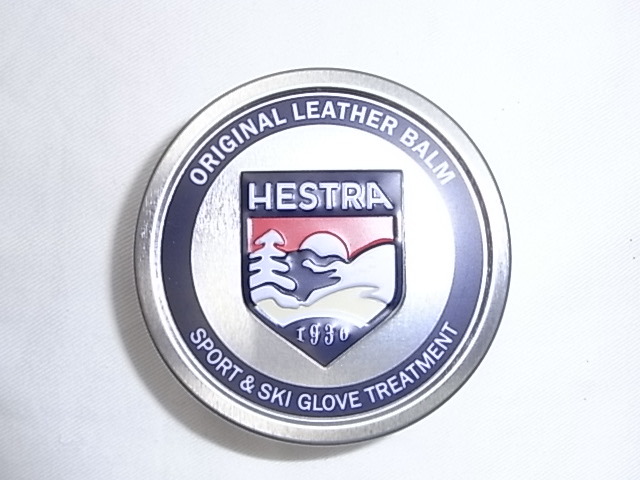 ORIGINAL LEATHER BALM
HESTRA
1936
SPORT & SKI GLOVE TREATMENT